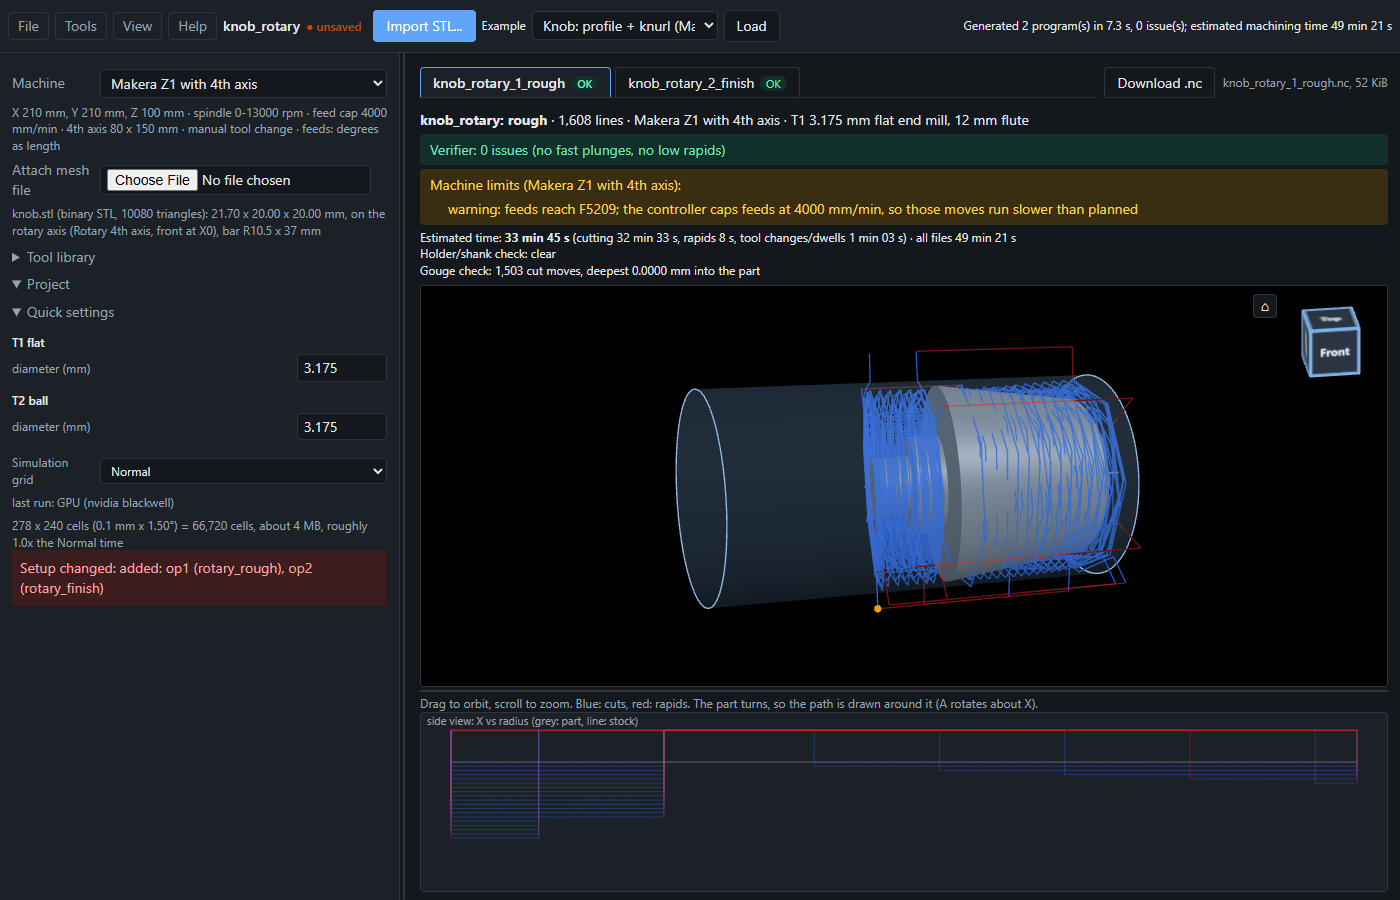 File
Tools
View
Help
knob_rotary
● unsaved
Import STL...
Example
Knob: profile + knurl (Ma
Load
Generated 2 program(s) in 7.3 s, 0 issue(s); estimated machining time 49 min 21 s
Machine
Makera Z1 with 4th axis
X 210 mm, Y 210 mm, Z 100 mm · spindle 0-13000 rpm · feed cap 4000
mm/min · 4th axis 80 x 150 mm · manual tool change · feeds: degrees
as length
Attach mesh
file
Choose File
No file chosen
knob.stl (binary STL, 10080 triangles): 21.70 x 20.00 x 20.00 mm, on the
rotary axis (Rotary 4th axis, front at X0), bar R10.5 x 37 mm
▶ Tool library
▼ Project
▼ Quick settings
T1 flat
diameter (mm)
3.175
T2 ball
diameter (mm)
3.175
Simulation
grid
Normal
last run: GPU (nvidia blackwell)
278 x 240 cells (0.1 mm x 1.50°) = 66,720 cells, about 4 MB, roughly
1.0x the Normal time
Setup changed: added: op1 (rotary_rough), op2
(rotary_finish)
knob_rotary_1_rough
OK
knob_rotary_2_finish
OK
Download .nc
knob_rotary_1_rough.nc, 52 KiB
knob_rotary: rough · 1,608 lines · Makera Z1 with 4th axis · T1 3.175 mm flat end mill, 12 mm flute
Verifier: 0 issues (no fast plunges, no low rapids)
Machine limits (Makera Z1 with 4th axis):
warning: feeds reach F5209; the controller caps feeds at 4000 mm/min, so those moves run slower than planned
Estimated time: 33 min 45 s (cutting 32 min 33 s, rapids 8 s, tool changes/dwells 1 min 03 s) · all files 49 min 21 s
Holder/shank check: clear
Gouge check: 1,503 cut moves, deepest 0.0000 mm into the part
Top
Front
Drag to orbit, scroll to zoom. Blue: cuts, red: rapids. The part turns, so the path is drawn around it (A rotates about X).
side view: X vs radius (grey: part, line: stock)